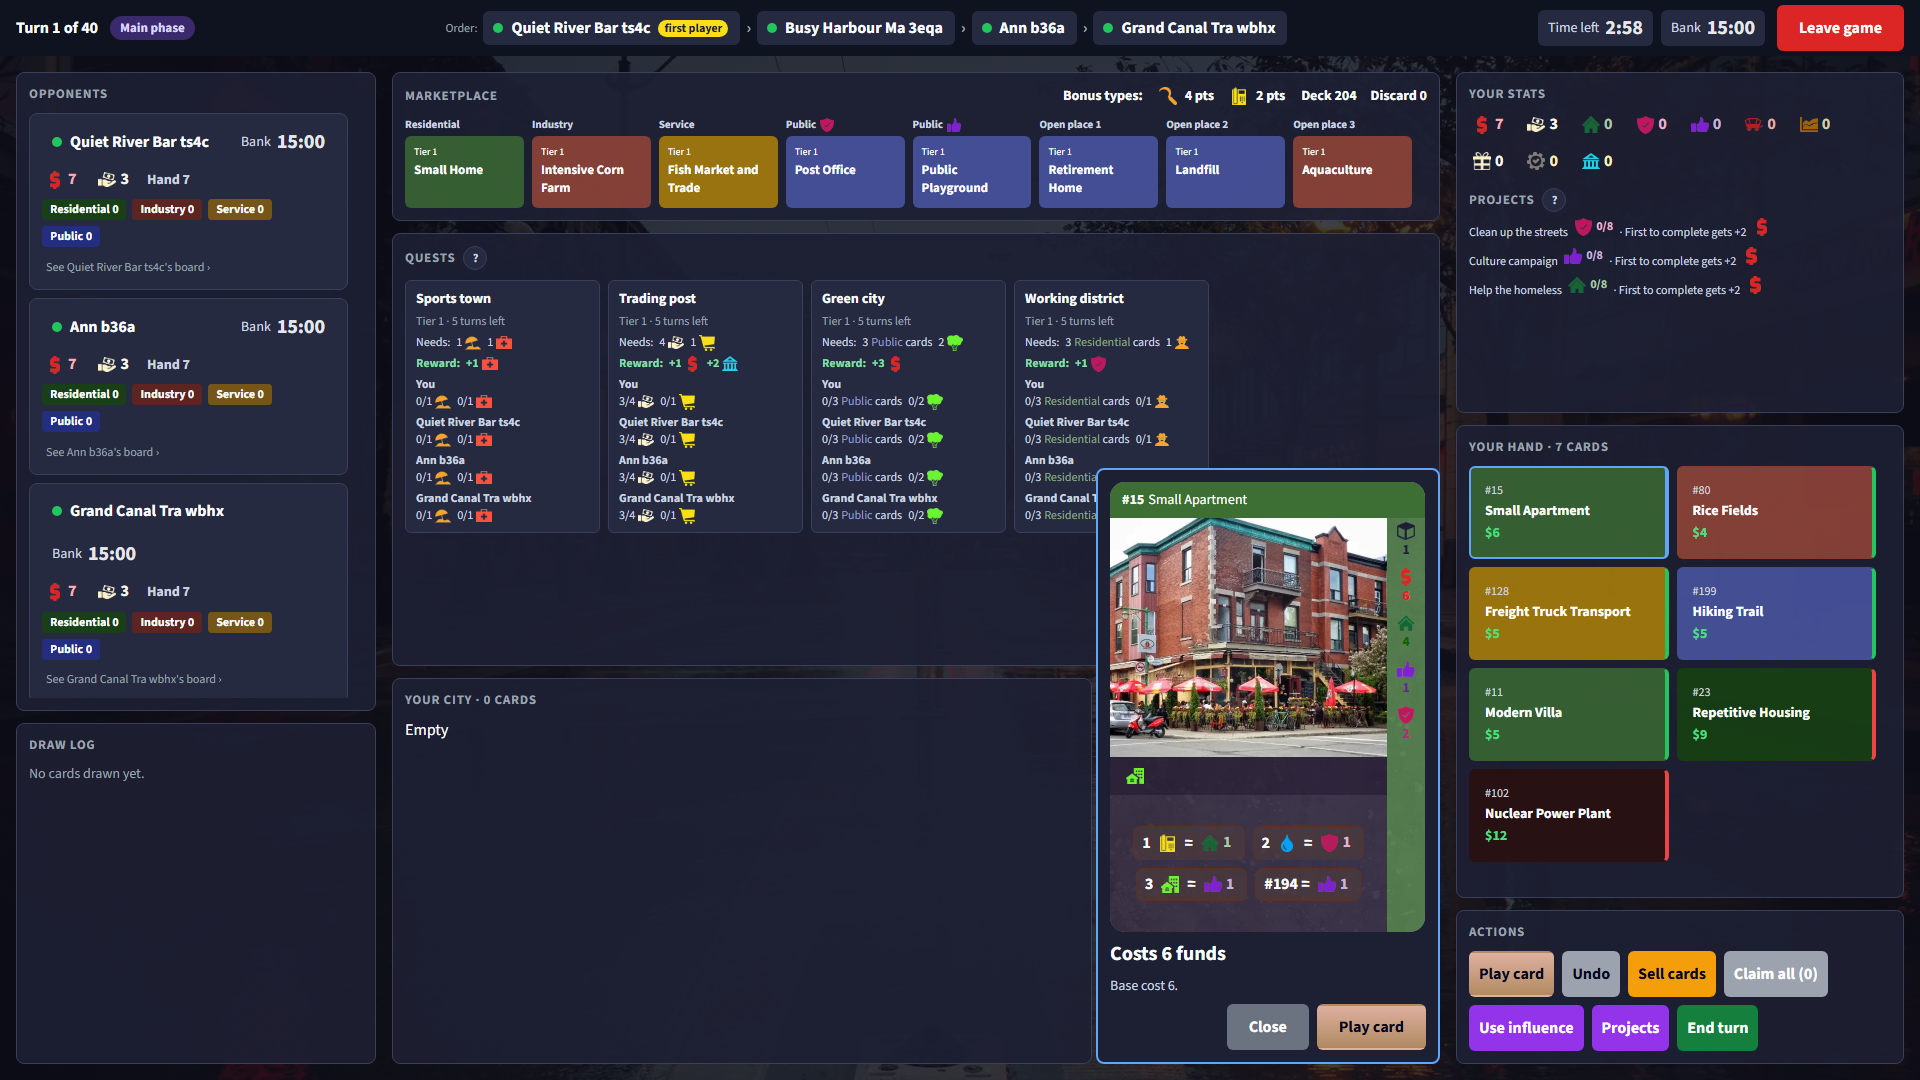 Turn 1 of 40
Main phase
Order:
Quiet River Bar ts4c first player › Busy Harbour Ma 3eqa › Ann b36a › Grand Canal Tra wbhx
Time left 2:58
Bank 15:00
Leave game
OPPONENTS
Quiet River Bar ts4c Bank 15:00
7 3 Hand 7
Residential 0 Industry 0 Service 0
Public 0
See Quiet River Bar ts4c's board ›
Ann b36a Bank 15:00
7 3 Hand 7
Residential 0 Industry 0 Service 0
Public 0
See Ann b36a's board ›
Grand Canal Tra wbhx
Bank 15:00
7 3 Hand 7
Residential 0 Industry 0 Service 0
Public 0
See Grand Canal Tra wbhx's board ›
DRAW LOG
No cards drawn yet.
MARKETPLACE
Bonus types: 4 pts 2 pts Deck 204 Discard 0
Residential
Tier 1
Small Home
Industry
Tier 1
Intensive Corn
Farm
Service
Tier 1
Fish Market and
Trade
Public
Tier 1
Post Office
Public
Tier 1
Public
Playground
Open place 1
Tier 1
Retirement
Home
Open place 2
Tier 1
Landfill
Open place 3
Tier 1
Aquaculture
QUESTS ?
Sports town
Tier 1 · 5 turns left
Needs: 1 1
Reward: +1
You
0/1 0/1
Quiet River Bar ts4c
0/1 0/1
Ann b36a
0/1 0/1
Grand Canal Tra wbhx
0/1 0/1
Trading post
Tier 1 · 5 turns left
Needs: 4 1
Reward: +1 +2
You
3/4 0/1
Quiet River Bar ts4c
3/4 0/1
Ann b36a
3/4 0/1
Grand Canal Tra wbhx
3/4 0/1
Green city
Tier 1 · 5 turns left
Needs: 3 Public cards 2
Reward: +3
You
0/3 Public cards 0/2
Quiet River Bar ts4c
0/3 Public cards 0/2
Ann b36a
0/3 Public cards 0/2
Grand Canal Tra wbhx
0/3 Public cards 0/2
Working district
Tier 1 · 5 turns left
Needs: 3 Residential cards 1
Reward: +1
You
0/3 Residential cards 0/1
Quiet River Bar ts4c
0/3 Residential cards 0/1
Ann b36a
0/3 Residentia
Grand Canal T
0/3 Residentia
YOUR CITY · 0 CARDS
Empty
#15 Small Apartment
1
6
4
1
2
1 = 1 2 = 1
3 = 1 #194 = 1
Costs 6 funds
Base cost 6.
Close
Play card
YOUR STATS
7 3 0 0 0 0 0
0 0 0
PROJECTS ?
Clean up the streets 0/8 · First to complete gets +2
Culture campaign 0/8 · First to complete gets +2
Help the homeless 0/8 · First to complete gets +2
YOUR HAND · 7 CARDS
#15
Small Apartment
$6
#80
Rice Fields
$4
#128
Freight Truck Transport
$5
#199
Hiking Trail
$5
#11
Modern Villa
$5
#23
Repetitive Housing
$9
#102
Nuclear Power Plant
$12
ACTIONS
Play card Undo Sell cards Claim all (0)
Use influence Projects End turn